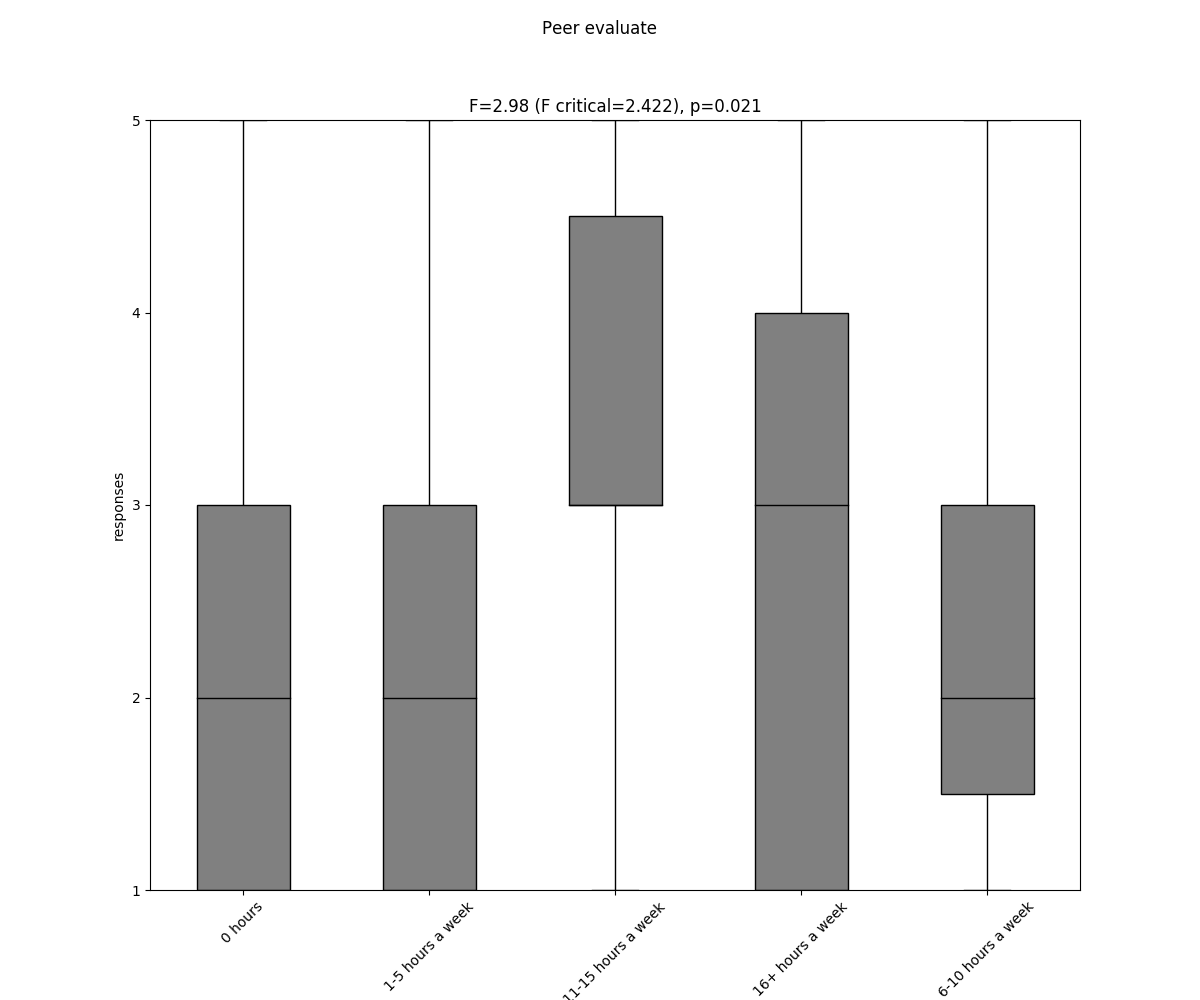 Peer evaluate
F=2.98 (F critical=2.422), p=0.021
5
4
3
2
1
responses
0 hours
1-5 hours a week
11-15 hours a week
16+ hours a week
6-10 hours a week